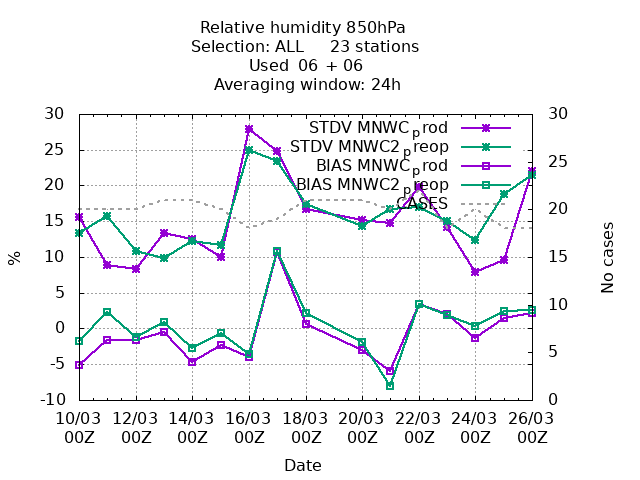 Relative humidity 850hPa
Selection: ALL 23 stations
Used 06 + 06
Averaging window: 24h
STDV MNWC_prod
STDV MNWC2_preop
BIAS MNWC_prod
BIAS MNWC2_preop
CASES
30
25
20
15
10
5
0
-5
-10
%
30
25
20
15
10
5
0
No cases
10/03 12/03 14/03 16/03 18/03 20/03 22/03 24/03 26/03
00Z 00Z 00Z 00Z 00Z 00Z 00Z 00Z 00Z
Date